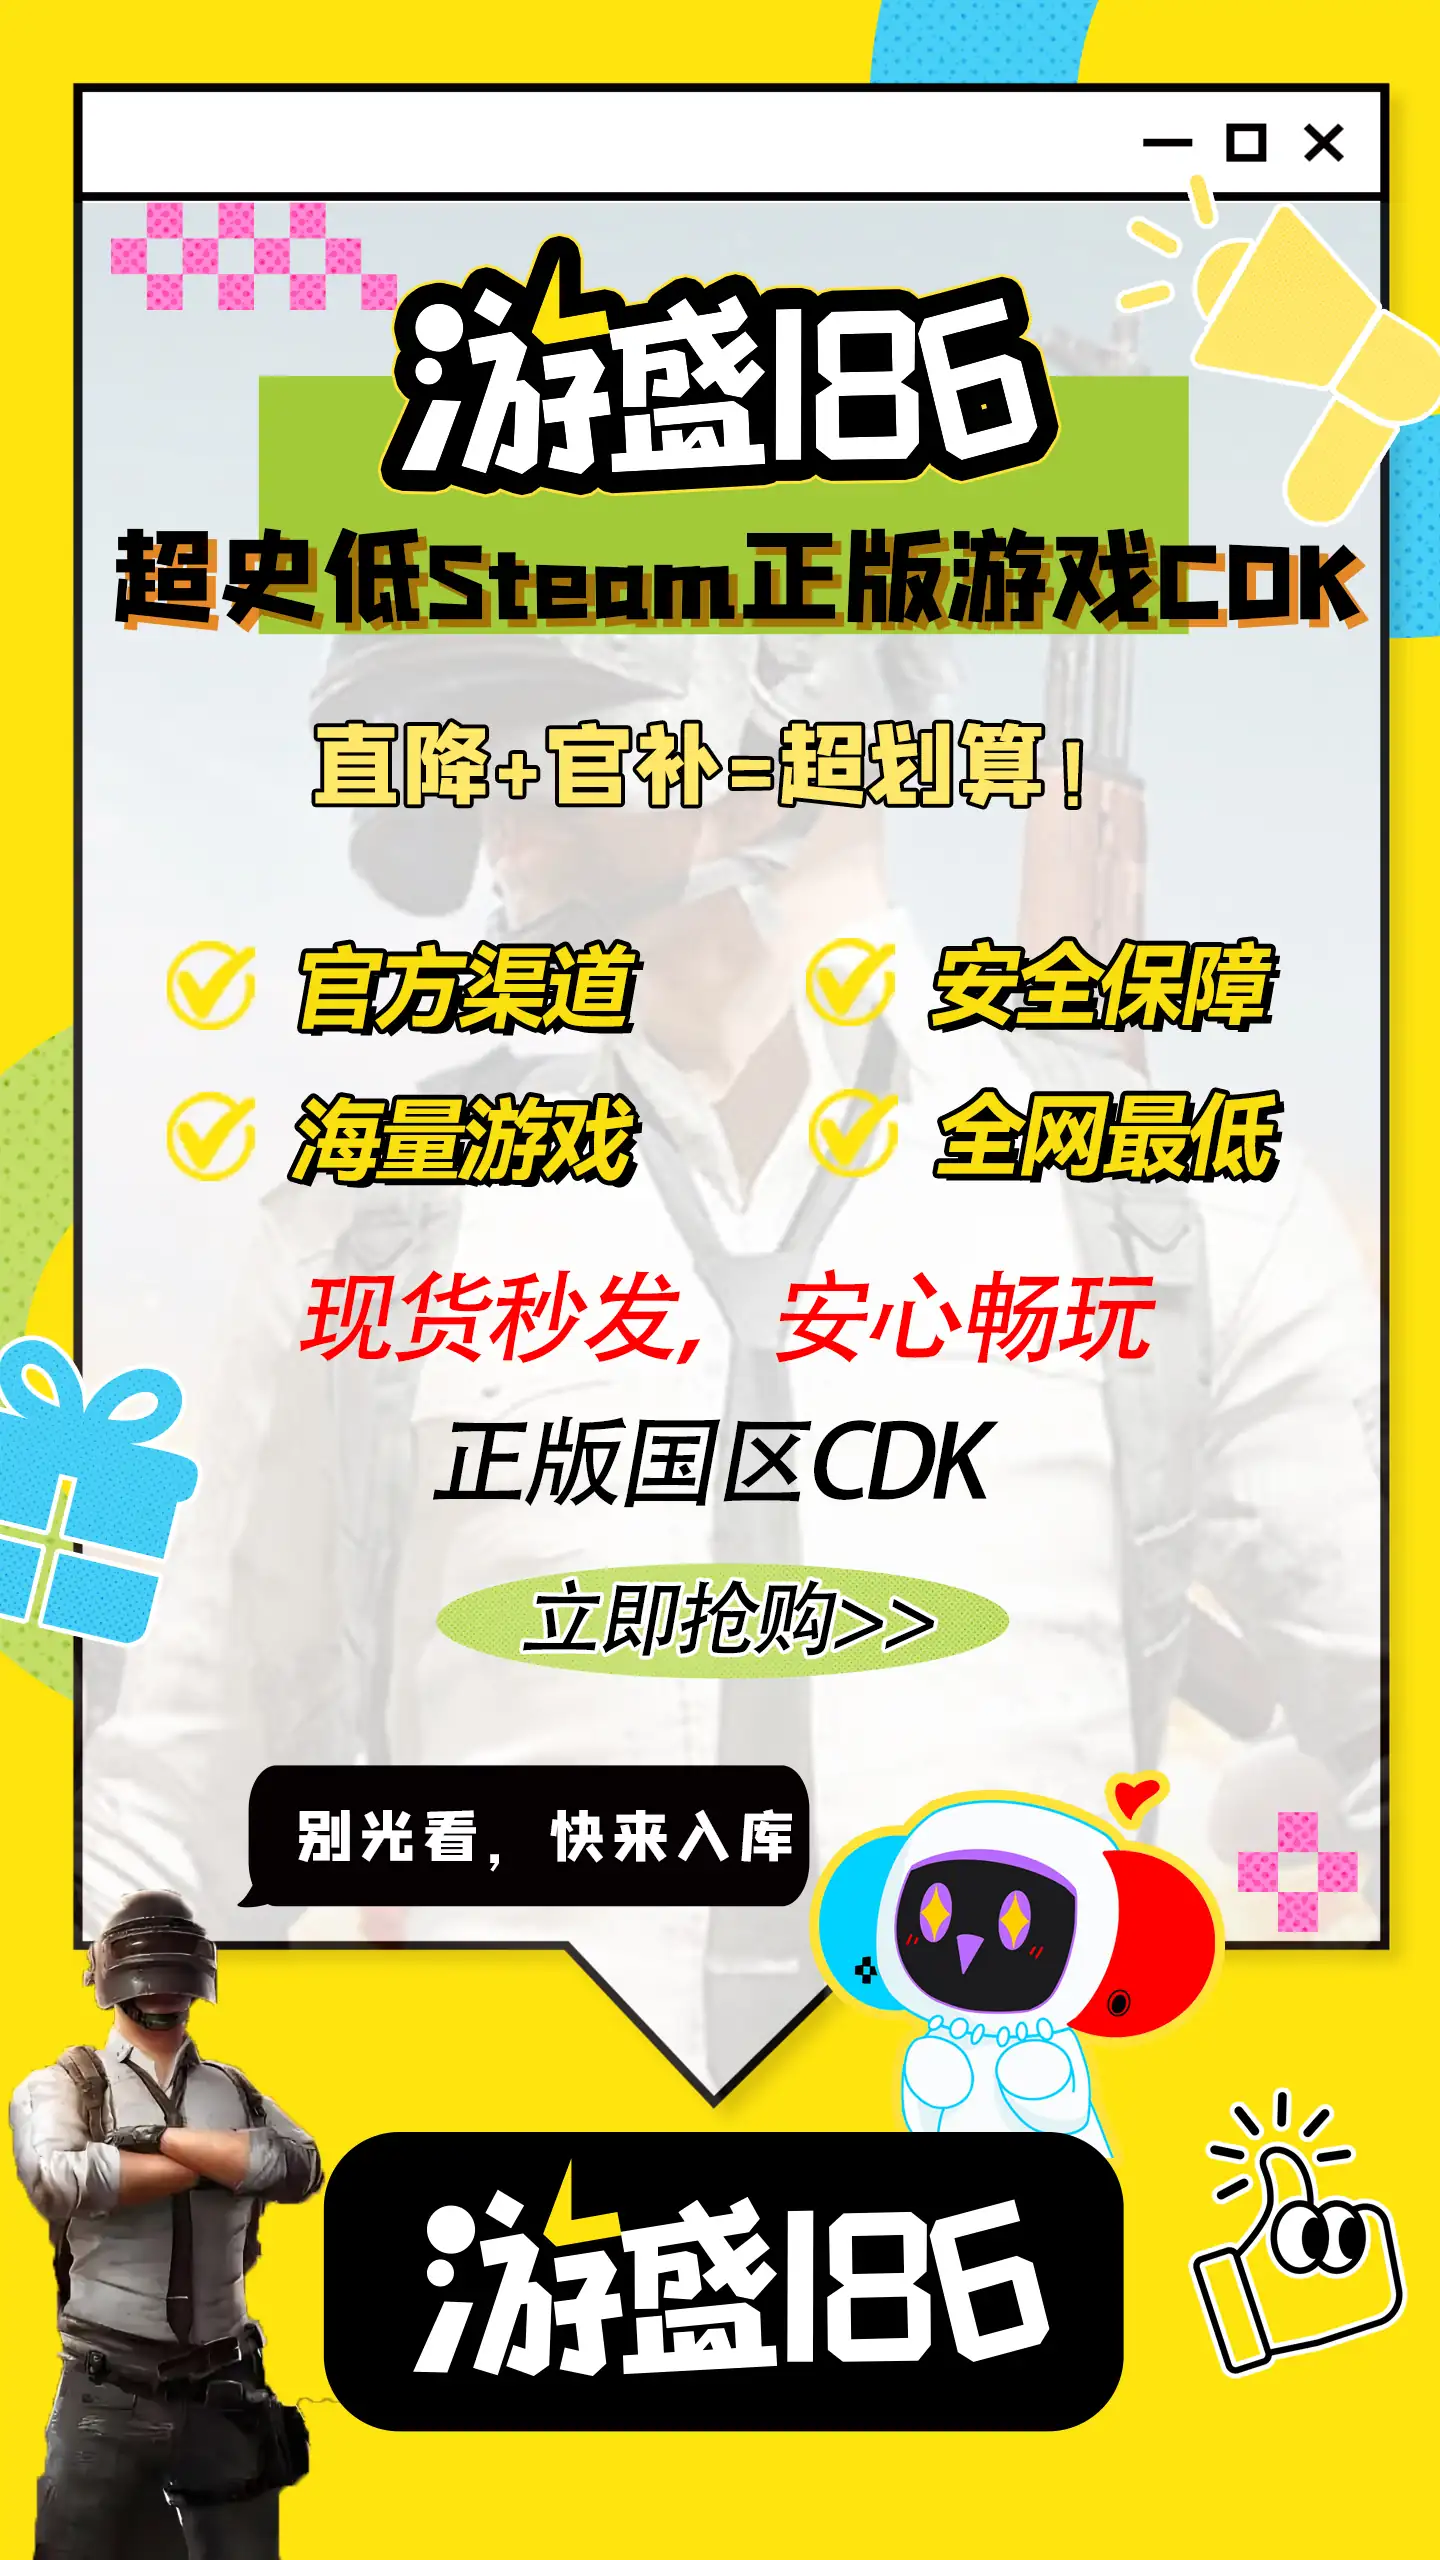 游盛186
超史低Steam正版游戏CDK
直降+官补=超划算！
官方渠道
安全保障
海量游戏
全网最低
现货秒发，安心畅玩
正版国区CDK
立即抢购>>
别光看，快来入库
游盛186